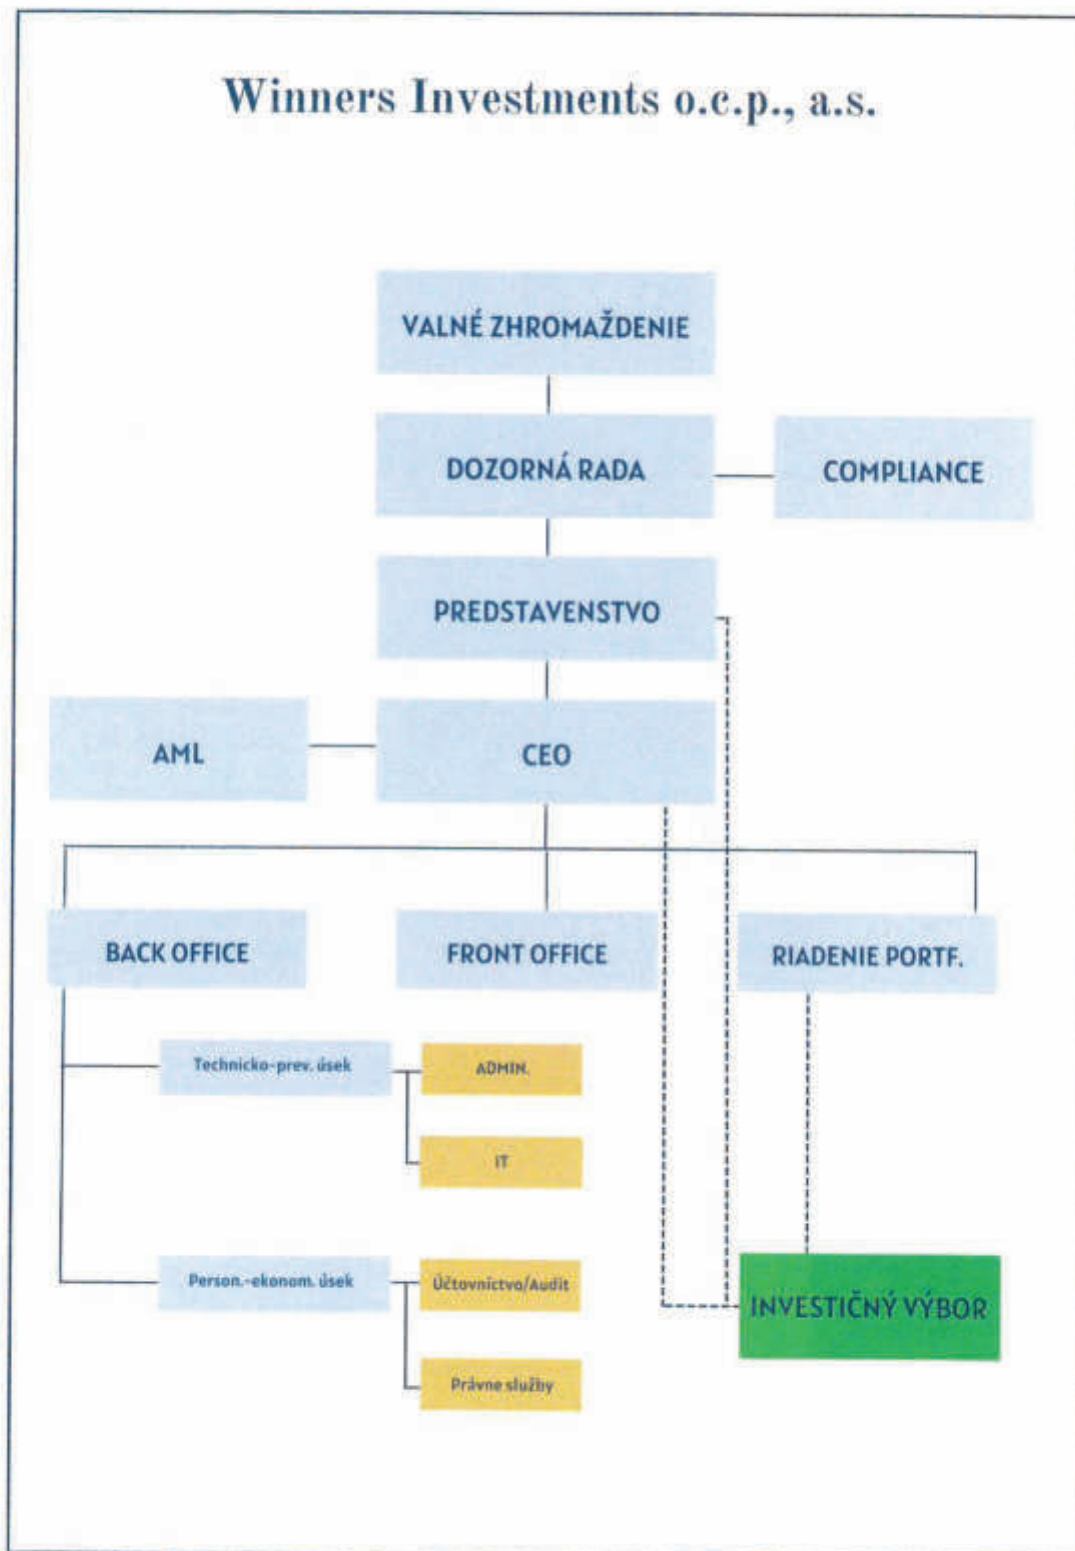 Winners Investments o.c.p., a.s.
VALNÉ ZHROMAŽDENIE
DOZORNÁ RADA
COMPLIANCE
PREDSTAVENSTVO
AML
CEO
BACK OFFICE
FRONT OFFICE
RIADENIE PORTF.
Technicko-prev. úsek
ADMIN.
IT
Person.-ekonom. úsek
Účtovníctvo/Audit
INVESTIČNÝ VÝBOR
Právne služby